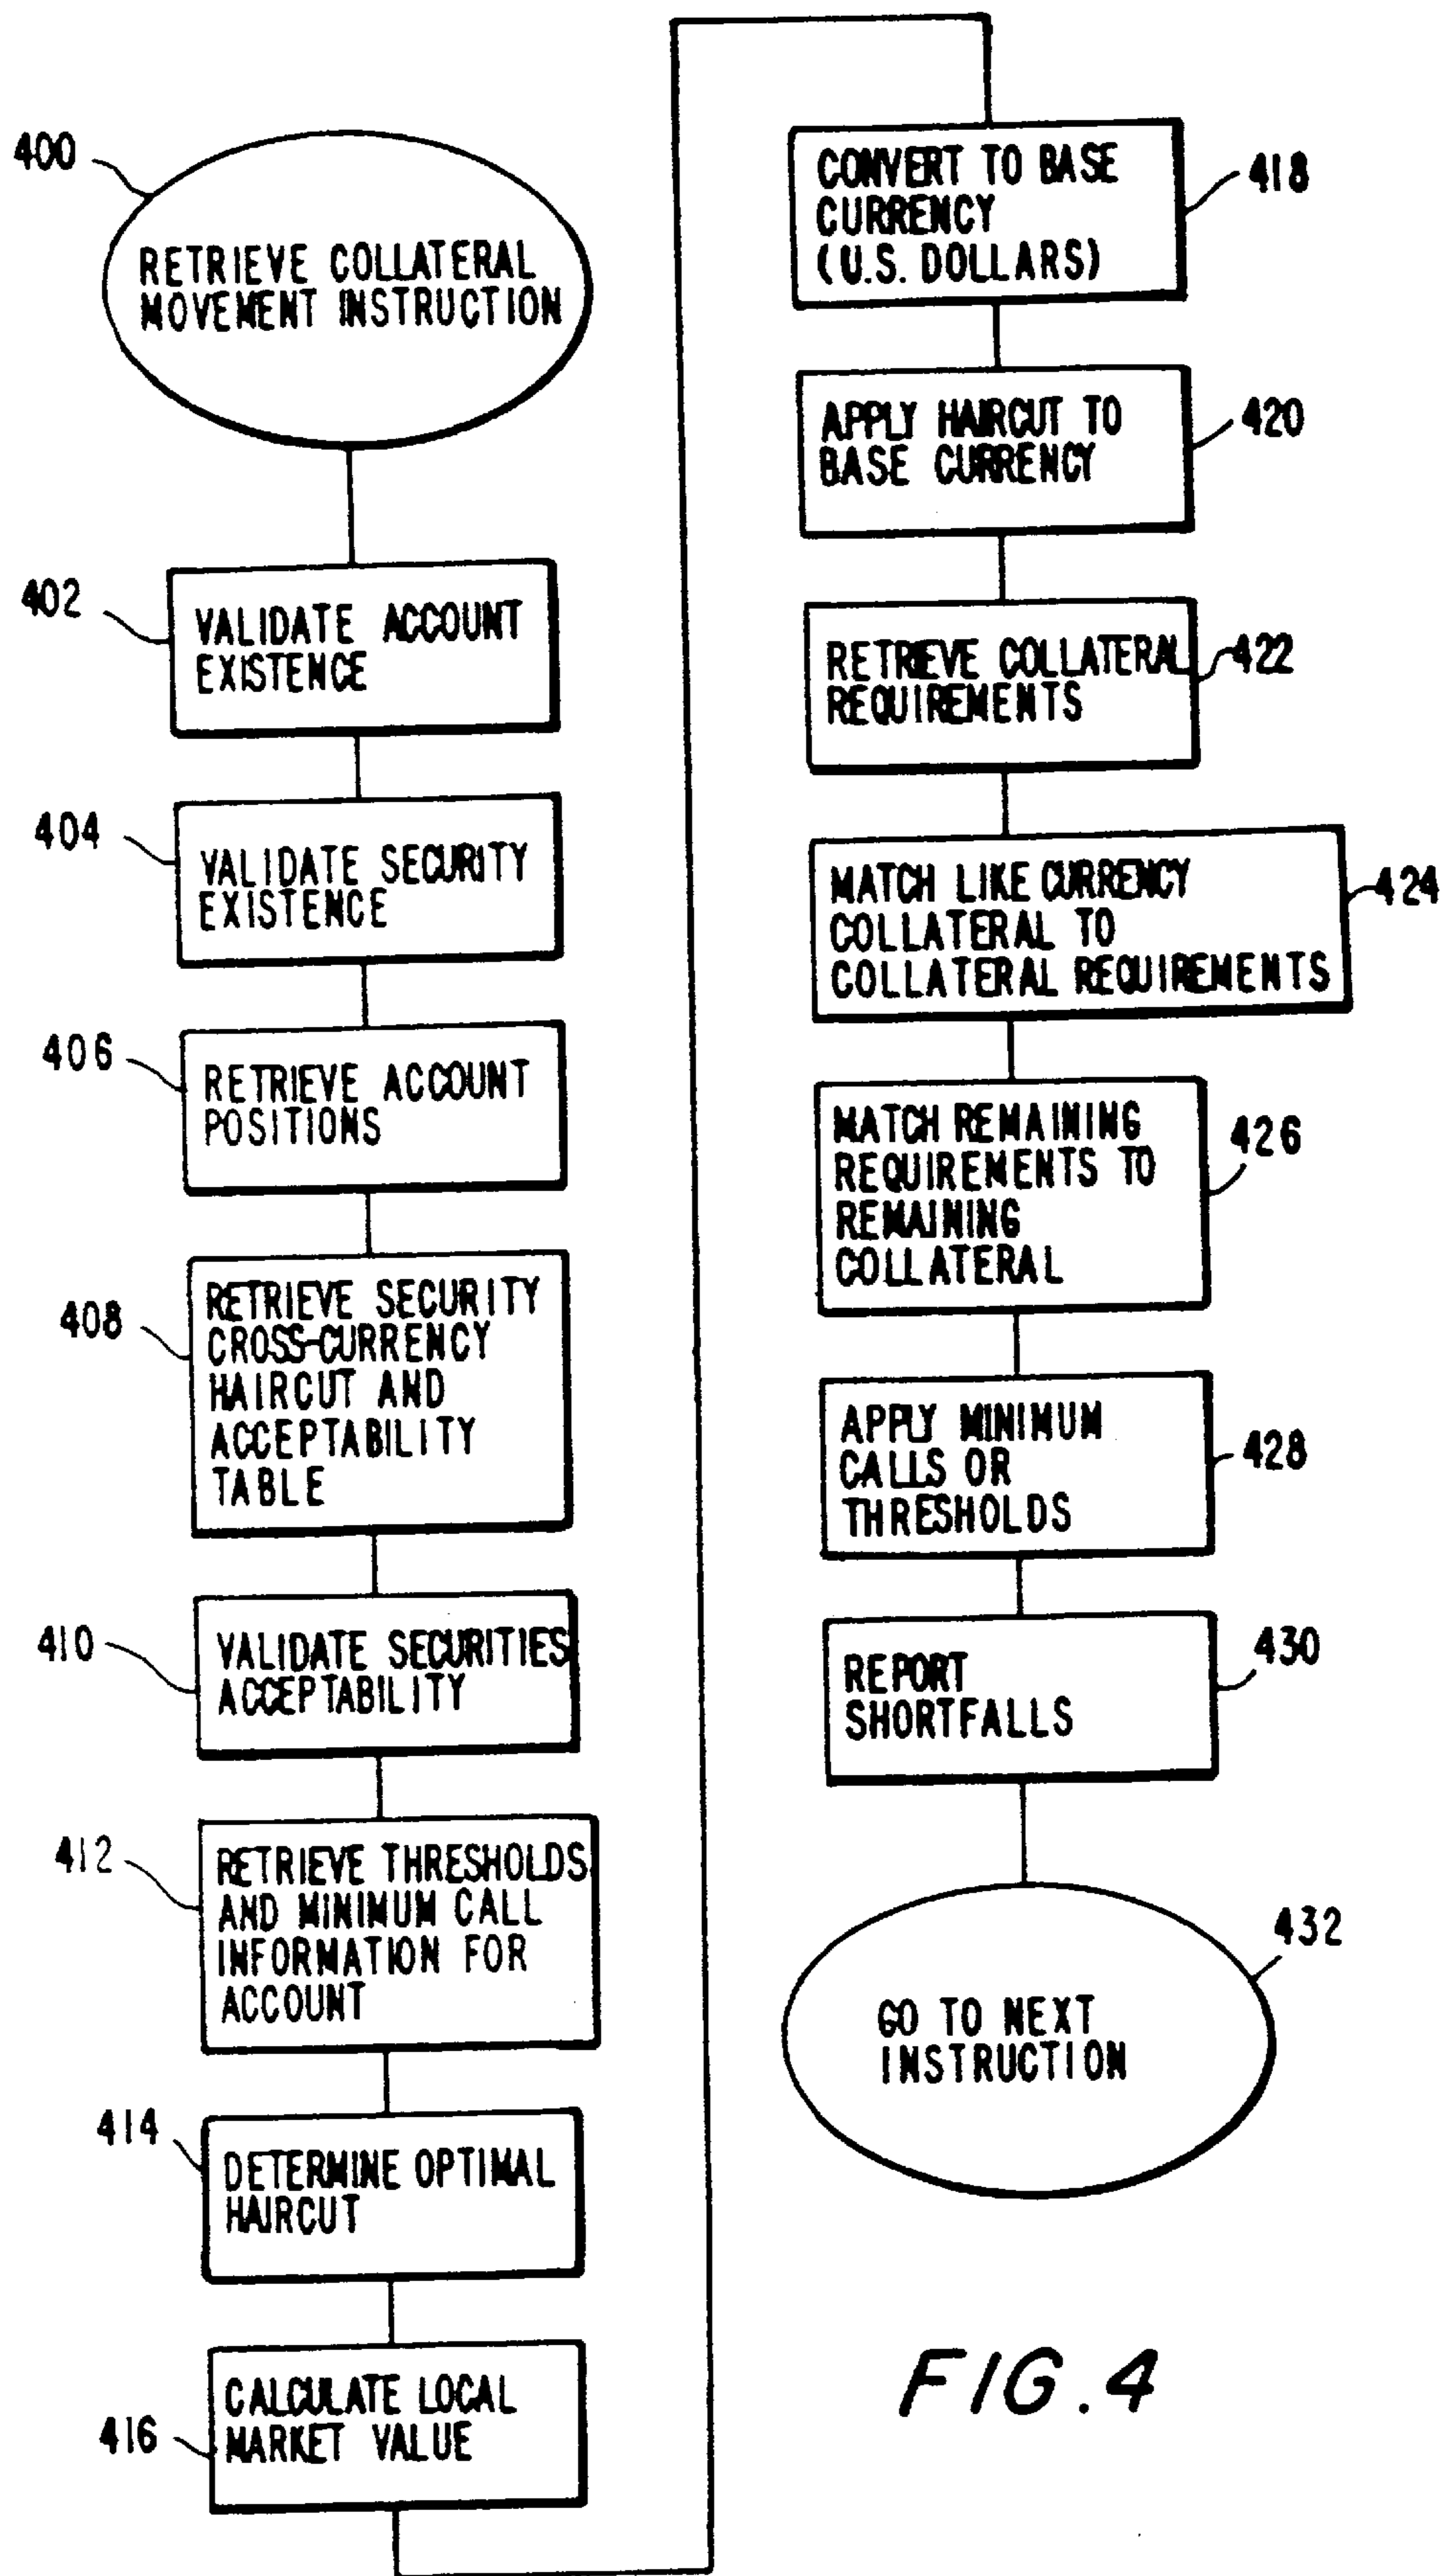 400
RETRIEVE COLLATERAL
MOVEMENT INSTRUCTION
402
VALIDATE ACCOUNT
EXISTENCE
404
VALIDATE SECURITY
EXISTENCE
406
RETRIEVE ACCOUNT
POSITIONS
408
RETRIEVE SECURITY
CROSS-CURRENCY
HAIRCUT AND
ACCEPTABILITY
TABLE
410
VALIDATE SECURITIES
ACCEPTABILITY
412
RETRIEVE THRESHOLDS
AND MINIMUM CALL
INFORMATION FOR
ACCOUNT
414
DETERMINE OPTIMAL
HAIRCUT
416
CALCULATE LOCAL
MARKET VALUE
CONVERT TO BASE
CURRENCY
(U.S. DOLLARS)
418
APPLY HAIRCUT TO
BASE CURRENCY
420
RETRIEVE COLLATERAL
REQUIREMENTS
422
MATCH LIKE CURRENCY
COLLATERAL TO
COLLATERAL REQUIREMENTS
424
MATCH REMAINING
REQUIREMENTS TO
REMAINING
COLLATERAL
426
APPLY MINIMUM
CALLS OR
THRESHOLDS
428
REPORT
SHORTFALLS
430
GO TO NEXT
INSTRUCTION
432
FIG. 4